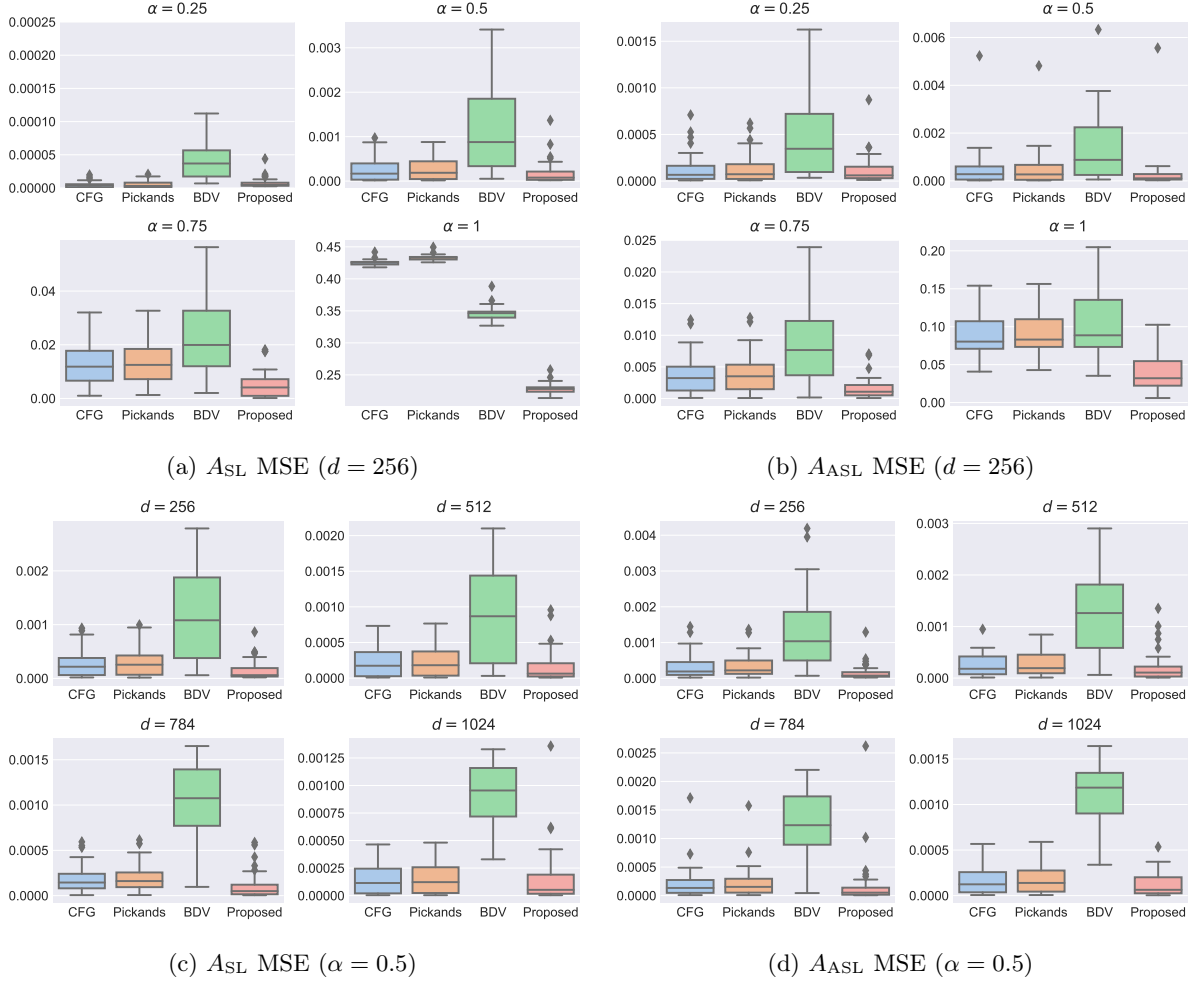 α = 0.25
0.00025
0.00020
0.00015
0.00010
0.00005
0.00000
CFG Pickands BDV Proposed
α = 0.5
0.003
0.002
0.001
0.000
CFG Pickands BDV Proposed
α = 0.75
0.04
0.02
0.00
CFG Pickands BDV Proposed
α = 1
0.45
0.40
0.35
0.30
0.25
CFG Pickands BDV Proposed
(a) A_SL MSE (d = 256)
α = 0.25
0.0015
0.0010
0.0005
0.0000
CFG Pickands BDV Proposed
α = 0.5
0.006
0.004
0.002
0.000
CFG Pickands BDV Proposed
α = 0.75
0.025
0.020
0.015
0.010
0.005
0.000
CFG Pickands BDV Proposed
α = 1
0.20
0.15
0.10
0.05
0.00
CFG Pickands BDV Proposed
(b) A_ASL MSE (d = 256)
d = 256
0.002
0.001
0.000
CFG Pickands BDV Proposed
d = 512
0.0020
0.0015
0.0010
0.0005
0.0000
CFG Pickands BDV Proposed
d = 784
0.0015
0.0010
0.0005
0.0000
CFG Pickands BDV Proposed
d = 1024
0.00125
0.00100
0.00075
0.00050
0.00025
0.00000
CFG Pickands BDV Proposed
(c) A_SL MSE (α = 0.5)
d = 256
0.004
0.003
0.002
0.001
0.000
CFG Pickands BDV Proposed
d = 512
0.003
0.002
0.001
0.000
CFG Pickands BDV Proposed
d = 784
0.0025
0.0020
0.0015
0.0010
0.0005
0.0000
CFG Pickands BDV Proposed
d = 1024
0.0015
0.0010
0.0005
0.0000
CFG Pickands BDV Proposed
(d) A_ASL MSE (α = 0.5)